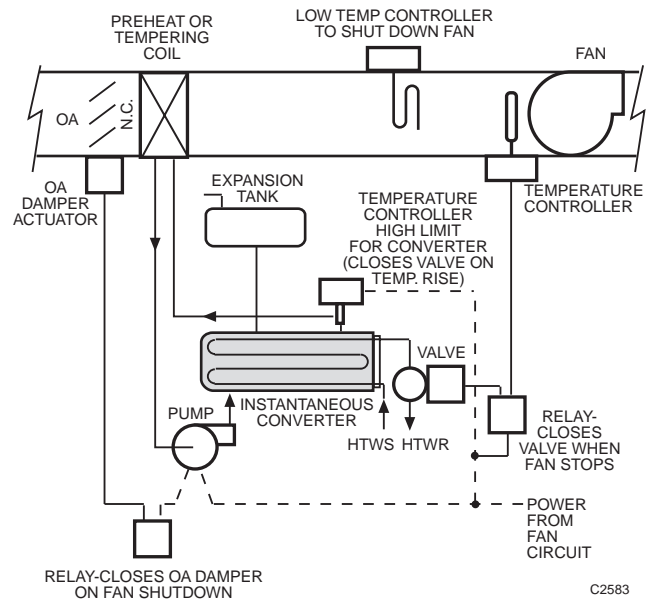 PREHEAT OR
TEMPERING
COIL
LOW TEMP CONTROLLER
TO SHUT DOWN FAN
FAN
OA
N.C.
OA
DAMPER
ACTUATOR
EXPANSION
TANK
TEMPERATURE
CONTROLLER
HIGH LIMIT
FOR CONVERTER
(CLOSES VALVE ON
TEMP. RISE)
TEMPERATURE
CONTROLLER
VALVE
PUMP
INSTANTANEOUS
CONVERTER
HTWS HTWR
RELAY-
CLOSES
VALVE WHEN
FAN STOPS
POWER
FROM
FAN
CIRCUIT
RELAY-CLOSES OA DAMPER
ON FAN SHUTDOWN
C2583